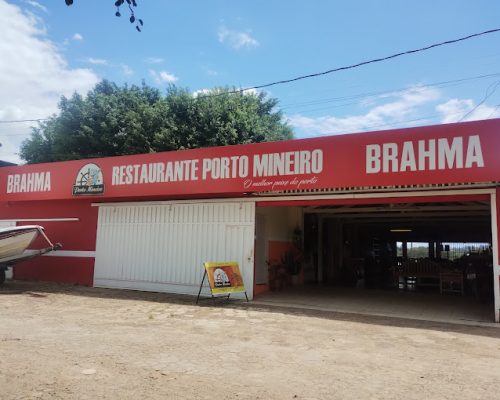 BRAHMA
Porto Mineiro
RESTAURANTE PORTO MINEIRO
O melhor peixe do porto
BRAHMA